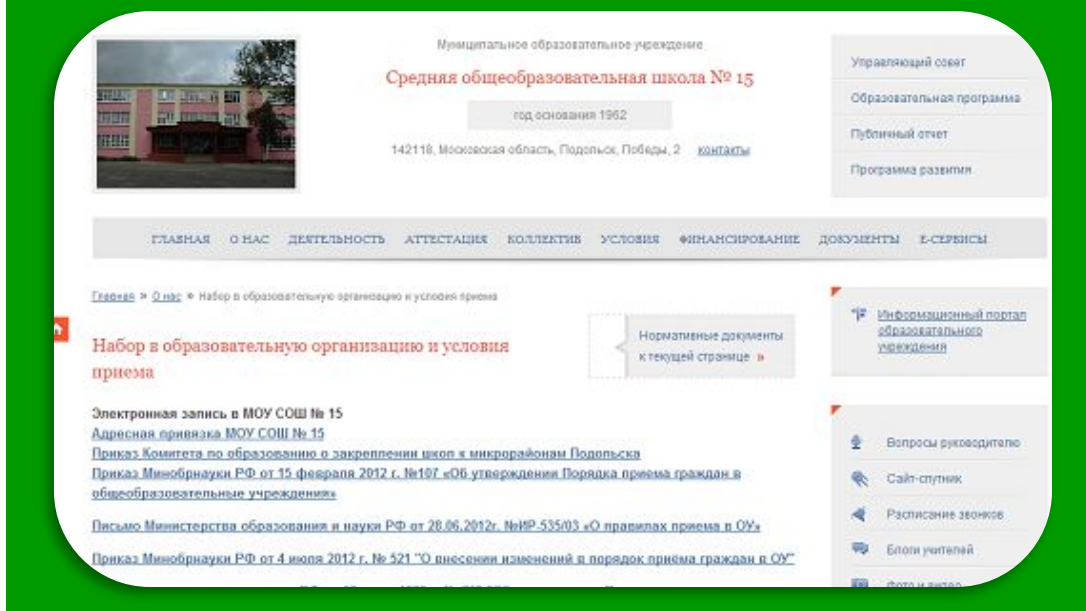 Муниципальное образовательное учреждение
Средняя общеобразовательная школа № 15
год основания 1962
142118, Московская область, Подольск, Победы, 2 контакты
Управляющий совет
Образовательная программа
Публичный отчет
Программа развития
ГЛАВНАЯ О НАС ДЕЯТЕЛЬНОСТЬ АТТЕСТАЦИЯ КОЛЛЕКТИВ УСЛОВИЯ ФИНАНСИРОВАНИЕ ДОКУМЕНТЫ Е-СЕРВИСЫ
Главная » О нас » Набор в образовательную организацию и условия приема
Набор в образовательную организацию и условия
приема
Нормативные документы
к текущей странице »
Электронная запись в МОУ СОШ № 15
Адресная привязка МОУ СОШ № 15
Приказ Комитета по образованию о закреплении школ к микрорайонам Подольска
Приказ Минобрнауки РФ от 15 февраля 2012 г. №107 «Об утверждении Порядка приема граждан в
общеобразовательные учреждения»
Письмо Министерства образования и науки РФ от 28.06.2012г. №ИР-535/03 «О правилах приема в ОУ»
Приказ Минобрнауки РФ от 4 июля 2012 г. № 521 "О внесении изменений в порядок приёма граждан в ОУ"
Информационный портал
образовательного
учреждения
Вопросы руководителю
Сайт-спутник
Расписание звонков
Блоги учителей
Фото и видео